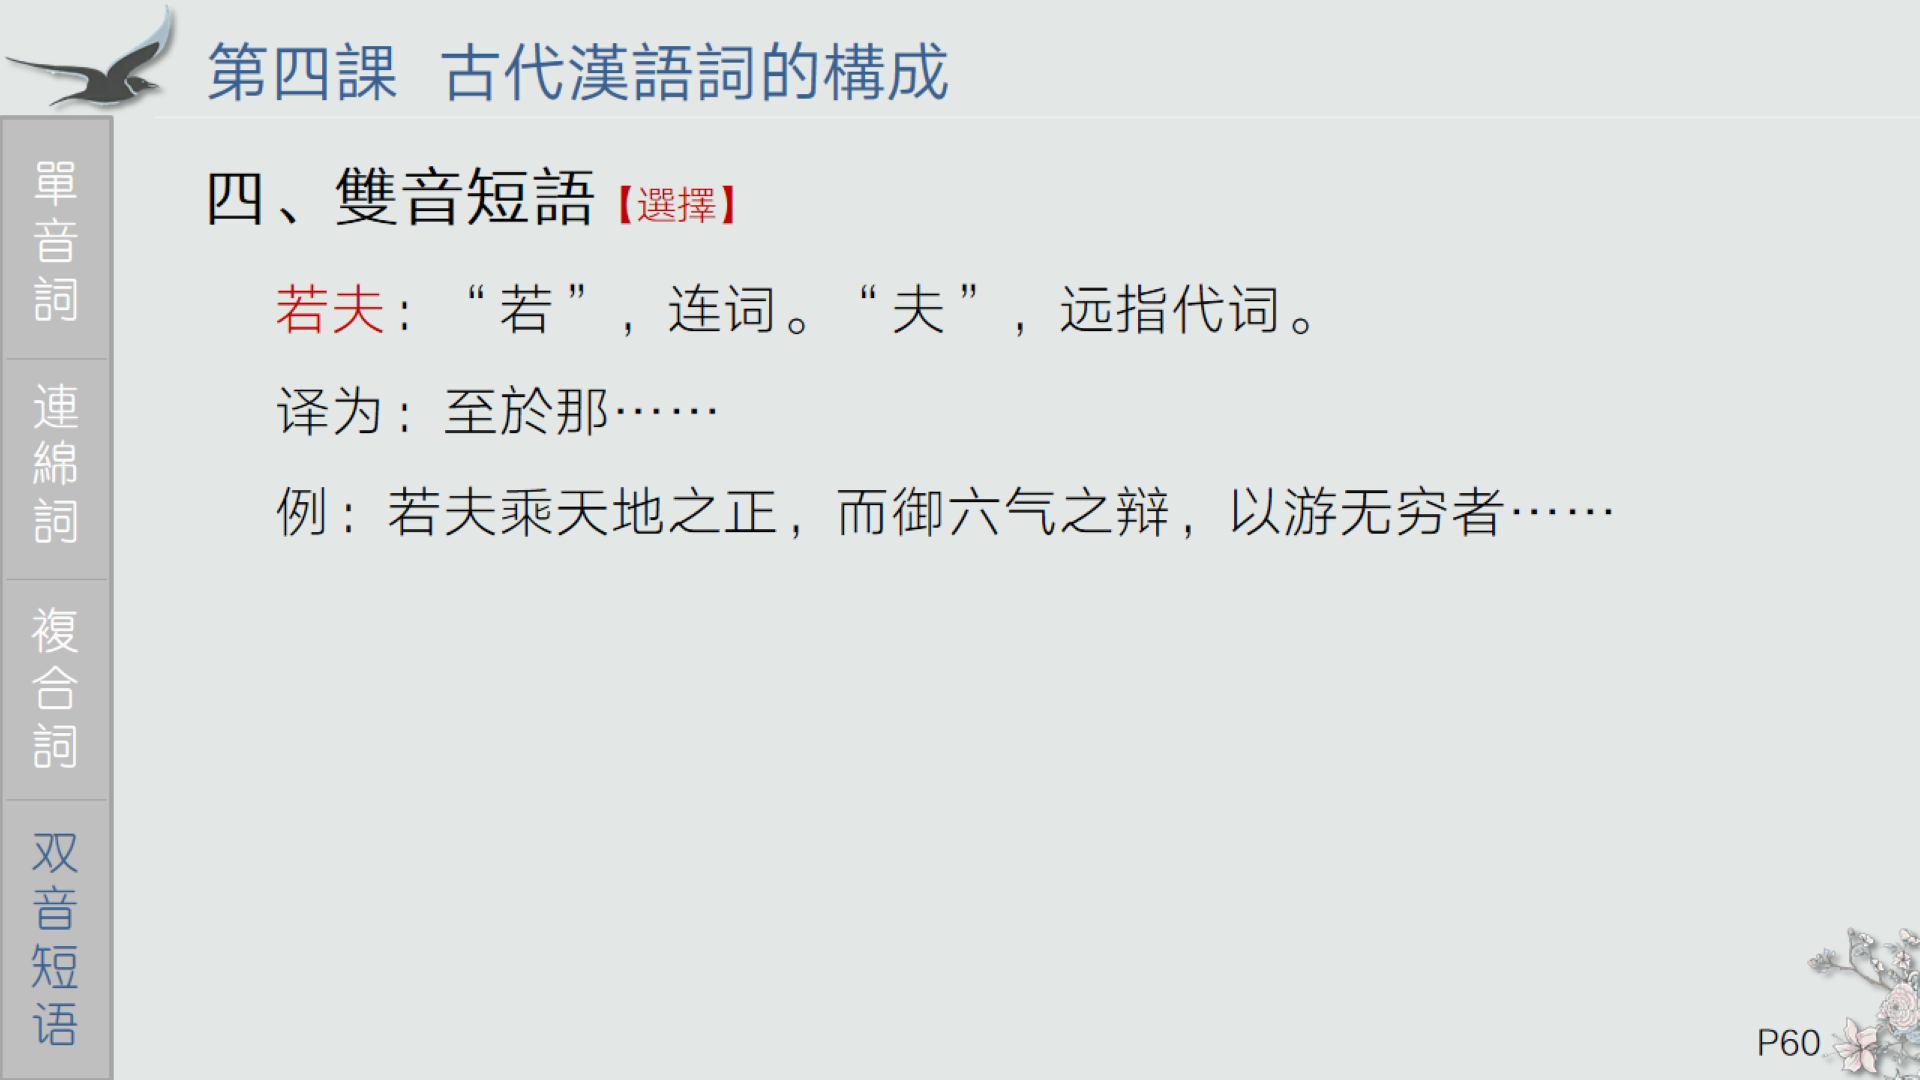 第四課 古代漢語詞的構成
單音詞
連綿詞
複合詞
双音短语
四、雙音短語【選擇】
若夫：“若”，连词。“夫”，远指代词。
译为：至於那……
例：若夫乘天地之正，而御六气之辩，以游无穷者……
P60